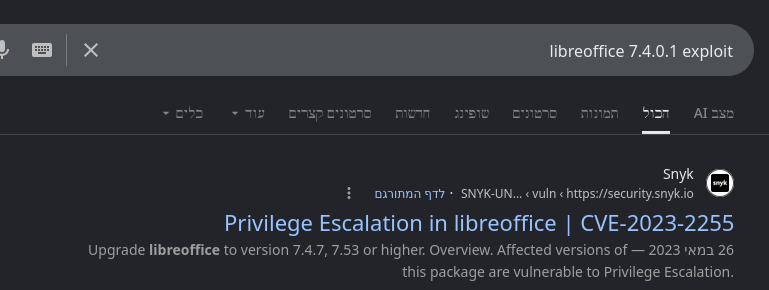 libreoffice 7.4.0.1 exploit
מצב AI הכול תמונות סרטונים שופינג חדשות סרטונים קצרים עוד כלים
Snyk
https://security.snyk.io › vuln › SNYK-UN... · לדף המתורגם
Privilege Escalation in libreoffice | CVE-2023-2255
26 במאי 2023 — Upgrade libreoffice to version 7.4.7, 7.53 or higher. Overview. Affected versions of
this package are vulnerable to Privilege Escalation.